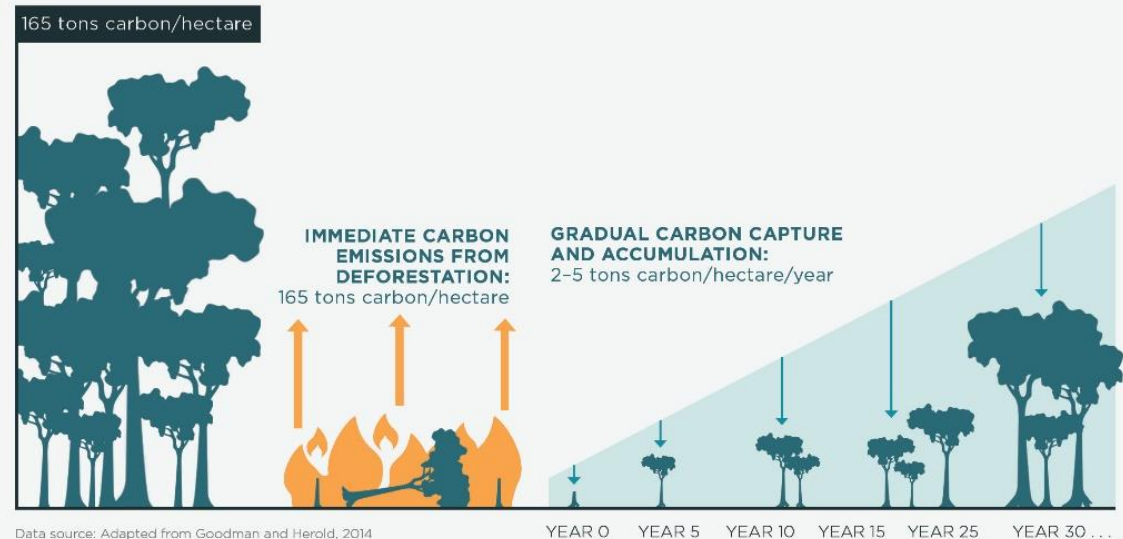 165 tons carbon/hectare
IMMEDIATE CARBON
EMISSIONS FROM
DEFORESTATION:
165 tons carbon/hectare
GRADUAL CARBON CAPTURE
AND ACCUMULATION:
2–5 tons carbon/hectare/year
Data source: Adapted from Goodman and Herold, 2014
YEAR 0 YEAR 5 YEAR 10 YEAR 15 YEAR 25 YEAR 30 . . .